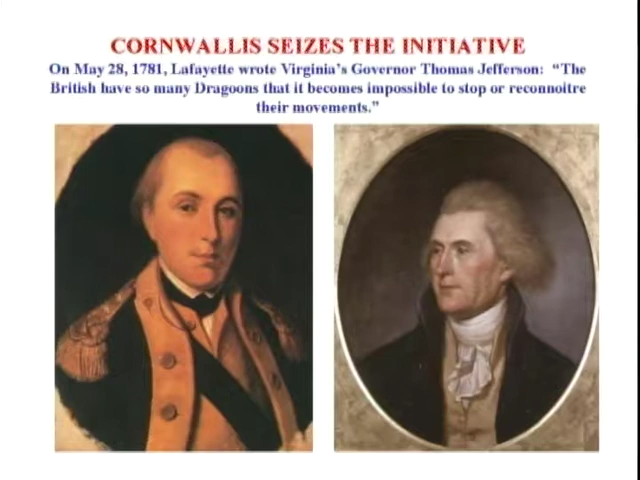 CORNWALLIS SEIZES THE INITIATIVE
On May 28, 1781, Lafayette wrote Virginia's Governor Thomas Jefferson: “The
British have so many Dragoons that it becomes impossible to stop or reconnoitre
their movements.”